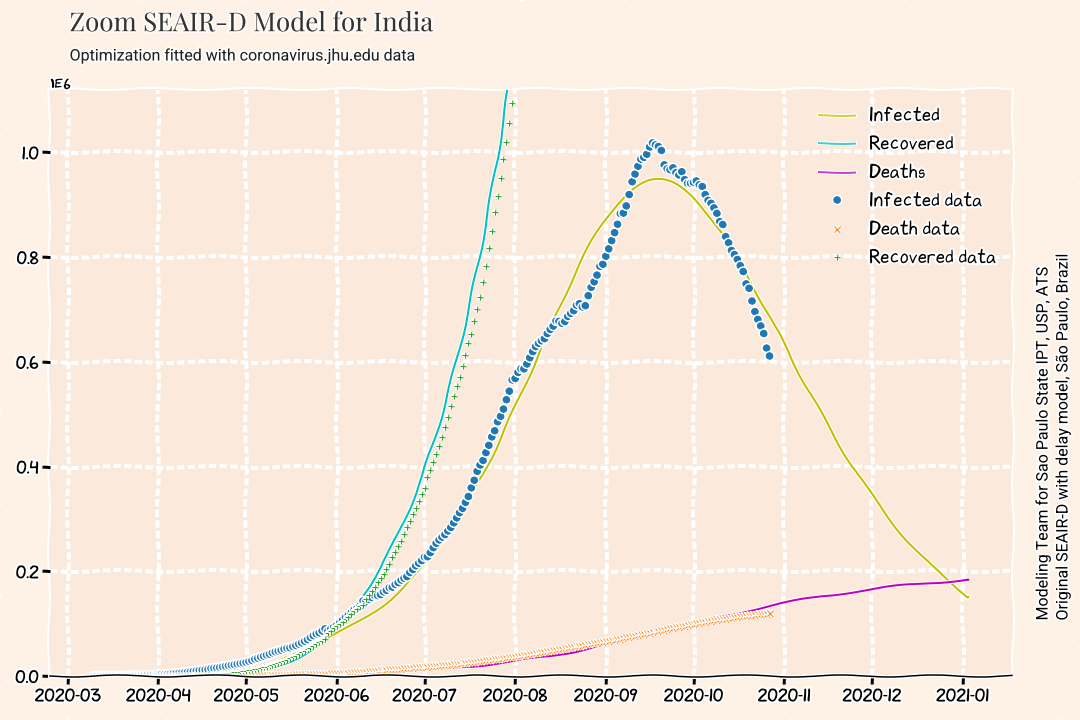 Zoom SEAIR-D Model for India
Optimization fitted with coronavirus.jhu.edu data
1E6
1.0
0.8
0.6
0.4
0.2
0.0
2020-03 2020-04 2020-05 2020-06 2020-07 2020-08 2020-09 2020-10 2020-11 2020-12 2021-01
Infected
Recovered
Deaths
Infected data
Death data
Recovered data
Modeling Team for Sao Paulo State IPT, USP, ATS
Original SEAIR-D with delay model, São Paulo, Brazil